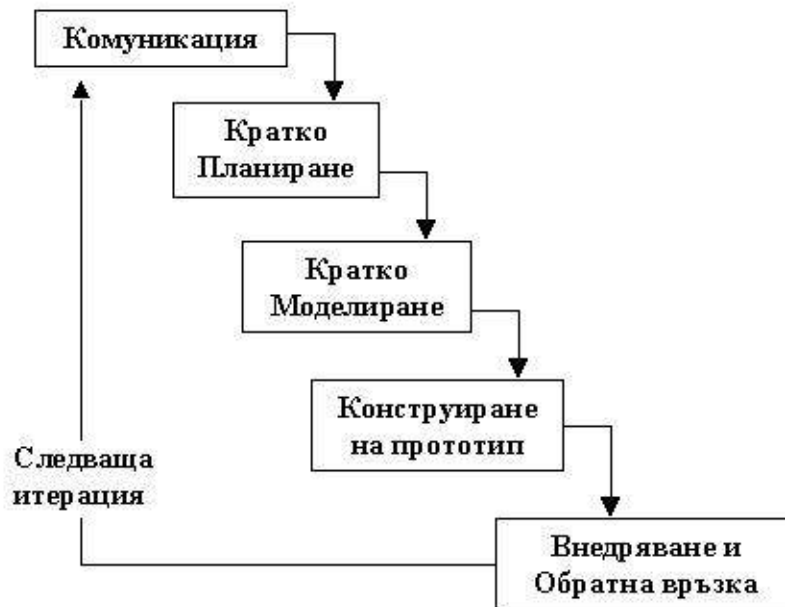 Комуникация
Кратко
Планиране
Кратко
Моделиране
Конструиране
на прототип
Следваща
итерация
Внедряване и
Обратна връзка